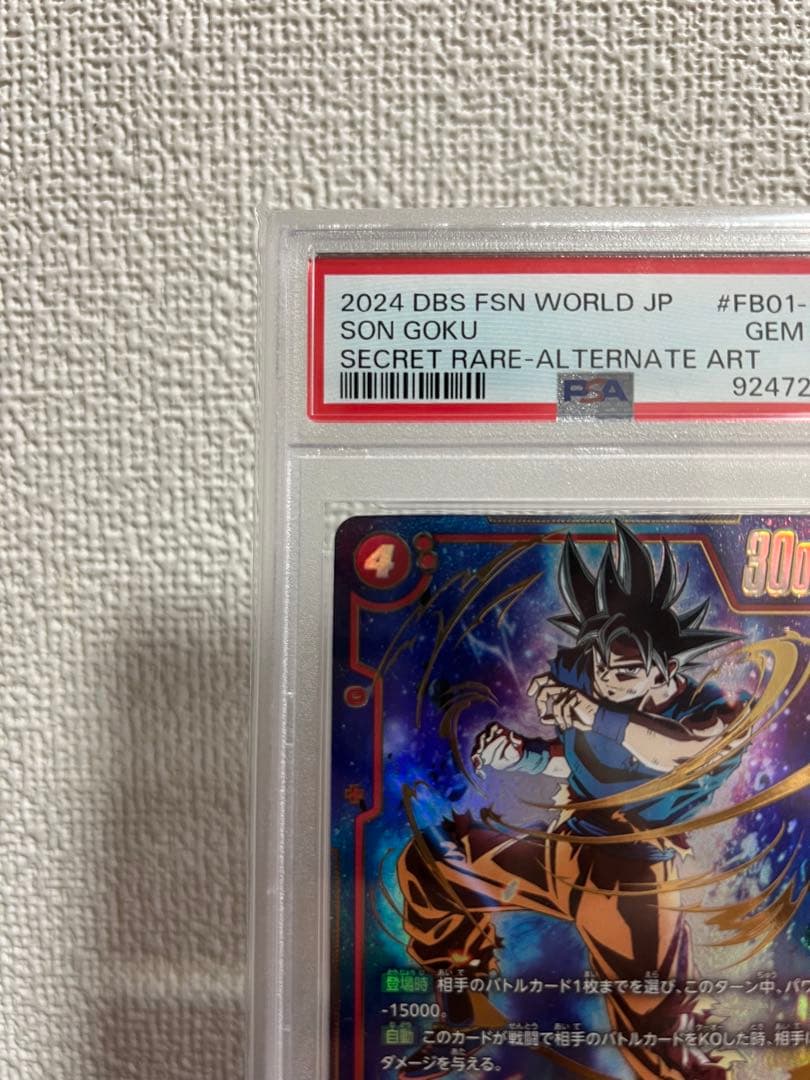 2024 DBS FSN WORLD JP #FB01-
SON GOKU GEM
SECRET RARE-ALTERNATE ART
PSA 92472
4 300
登場時 相手のバトルカード1枚までを選び、このターン中、パワ
-15000。
自動 このカードが戦闘で相手のバトルカードをKOした時、相手に
ダメージを与える。